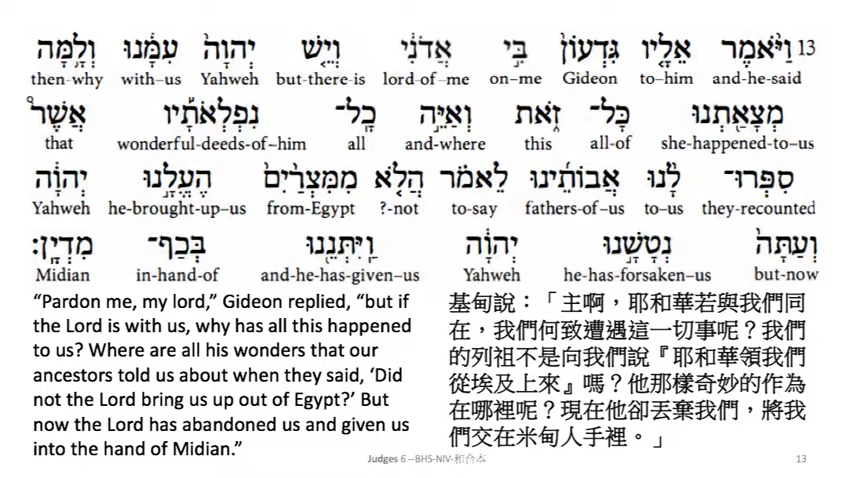 13 וַיֹּ֨אמֶר אֵלָ֤יו גִּדְעוֹן֙ בִּ֣י אֲדֹנִ֔י וְיֵ֤שׁ יְהוָה֙ עִמָּ֔נוּ וְלָ֥מָּה
and-he-said to-him Gideon on-me lord-of-me but-there-is Yahweh with-us then-why
מְצָאַ֖תְנוּ כָּל־ זֹ֑את וְאַיֵּ֣ה כָֽל־ נִפְלְאֹתָ֡יו אֲשֶׁר֩
she-happened-to-us all-of this and-where all wonderful-deeds-of-him that
סִפְּרוּ־ לָ֨נוּ אֲבוֹתֵ֜ינוּ לֵאמֹ֗ר הֲלֹ֤א מִמִּצְרַ֙יִם֙ הֶעֱלָ֣נוּ יְהוָ֔ה
they-recounted to-us fathers-of-us to-say ?-not from-Egypt he-brought-up-us Yahweh
וְעַתָּה֙ נְטָשָׁ֣נוּ יְהוָ֔ה וַֽיִּתְּנֵ֖נוּ בְּכַף־ מִדְיָֽן׃
but-now he-has-forsaken-us Yahweh and-he-has-given-us in-hand-of Midian
“Pardon me, my lord,” Gideon replied, “but if
the Lord is with us, why has all this happened
to us? Where are all his wonders that our
ancestors told us about when they said, ‘Did
not the Lord bring us up out of Egypt?’ But
now the Lord has abandoned us and given us
into the hand of Midian.”
基甸說：「主啊，耶和華若與我們同
在，我們何致遭遇這一切事呢？我們
的列祖不是向我們說『耶和華領我們
從埃及上來』嗎？他那樣奇妙的作為
在哪裡呢？現在他卻丟棄我們，將我
們交在米甸人手裡。」
Judges 6 --BHS-NIV-和合本
13